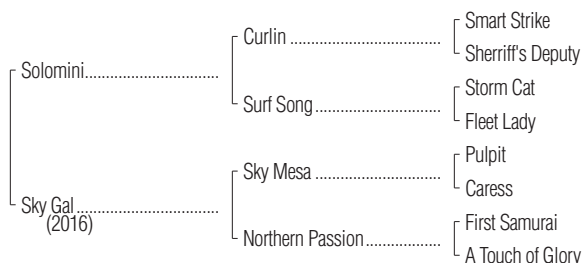 Smart Strike
Curlin
Sherriff's Deputy
Solomini
Storm Cat
Surf Song
Fleet Lady
Pulpit
Sky Mesa
Caress
Sky Gal
(2016)
First Samurai
Northern Passion
A Touch of Glory